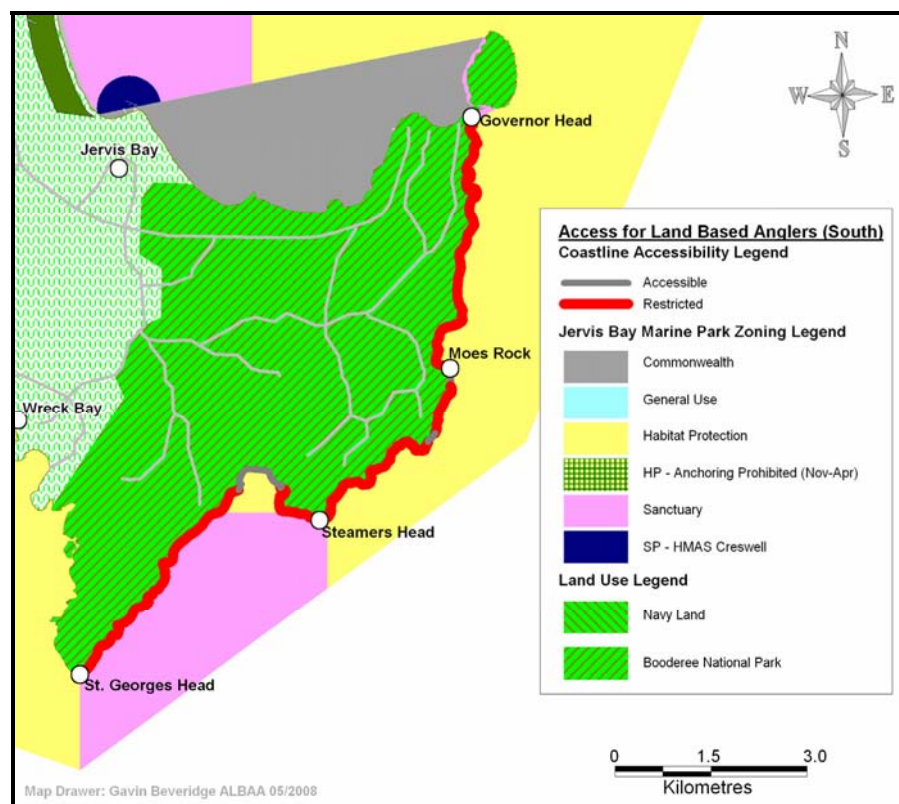 N
W E
S
Governor Head
Jervis Bay
Access for Land Based Anglers (South)
Coastline Accessibility Legend
Accessible
Restricted
Jervis Bay Marine Park Zoning Legend
Moes Rock
Commonwealth
General Use
Wreck Bay
Habitat Protection
HP - Anchoring Prohibited (Nov-Apr)
Sanctuary
Steamers Head
SP - HMAS Creswell
Land Use Legend
Navy Land
Booderee National Park
St. Georges Head
0 1.5 3.0
Kilometres
Map Drawer: Gavin Beveridge ALBAA 05/2008